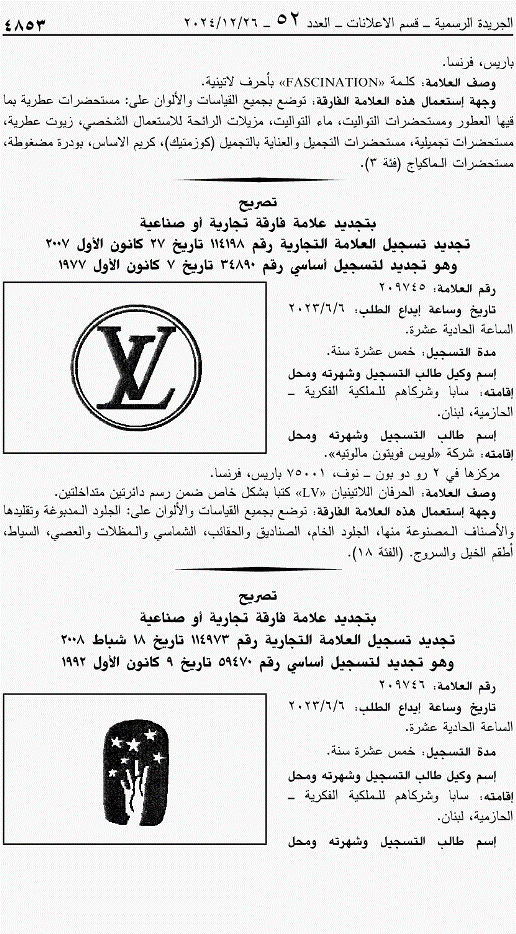 الجريدة الرسمية ـ قسم الاعلانات ـ العدد ٥٢ ـ ٢٠٢٤/١٢/٢٦ ٤٨٥٣
باريس، فرنسا.
وصف العلامة: كلمة «FASCINATION» بأحرف لاتينية.
وجهة إستعمال هذه العلامة الفارقة: توضع بجميع القياسات والألوان على: مستحضرات عطرية بما
فيها العطور ومستحضرات التواليت، ماء التواليت، مزيلات الرائحة للاستعمال الشخصي، زيوت عطرية،
مستحضرات تجميلية، مستحضرات التجميل والعناية بالتجميل (كوزمتيك)، كريم الاساس، بودرة مضغوطة،
مستحضرات الماكياج (فئة ٣).
تصريح
بتجديد علامة فارقة تجارية أو صناعية
تجديد تسجيل العلامة التجارية رقم ١١٤١٩٨ تاريخ ٢٧ كانون الأول ٢٠٠٧
وهو تجديد لتسجيل أساسي رقم ٣٤٨٩٠ تاريخ ٧ كانون الأول ١٩٧٧
رقم العلامة: ٢٠٩٧٤٥
تاريخ وساعة إيداع الطلب: ٢٠٢٣/٦/٦
الساعة الحادية عشرة.
مدة التسجيل: خمس عشرة سنة.
إسم وكيل طالب التسجيل وشهرته ومحل
إقامته: سابا وشركاهم للملكية الفكرية ـ
الحازمية، لبنان.
إسم طالب التسجيل وشهرته ومحل
إقامته: شركة «لويس فويتون مالوتيه».
LV
مركزها في ٢ رو دو بون ـ نوف، ٧٥٠٠١ باريس، فرنسا.
وصف العلامة: الحرفان اللاتينيان «LV» كتبا بشكل خاص ضمن رسم دائرتين متداخلتين.
وجهة إستعمال هذه العلامة الفارقة: توضع بجميع القياسات والألوان على: الجلود المدبوغة وتقليدها
والأصناف المصنوعة منها، الجلود الخام، الصناديق والحقائب، الشماسي والمظلات والعصي، السياط،
أطقم الخيل والسروج. (الفئة ١٨).
تصريح
بتجديد علامة فارقة تجارية أو صناعية
تجديد تسجيل العلامة التجارية رقم ١١٤٩٧٣ تاريخ ١٨ شباط ٢٠٠٨
وهو تجديد لتسجيل أساسي رقم ٥٩٤٧٠ تاريخ ٩ كانون الأول ١٩٩٢
رقم العلامة: ٢٠٩٧٤٦
تاريخ وساعة إيداع الطلب: ٢٠٢٣/٦/٦
الساعة الحادية عشرة.
مدة التسجيل: خمس عشرة سنة.
إسم وكيل طالب التسجيل وشهرته ومحل
إقامته: سابا وشركاهم للملكية الفكرية ـ
الحازمية، لبنان.
إسم طالب التسجيل وشهرته ومحل